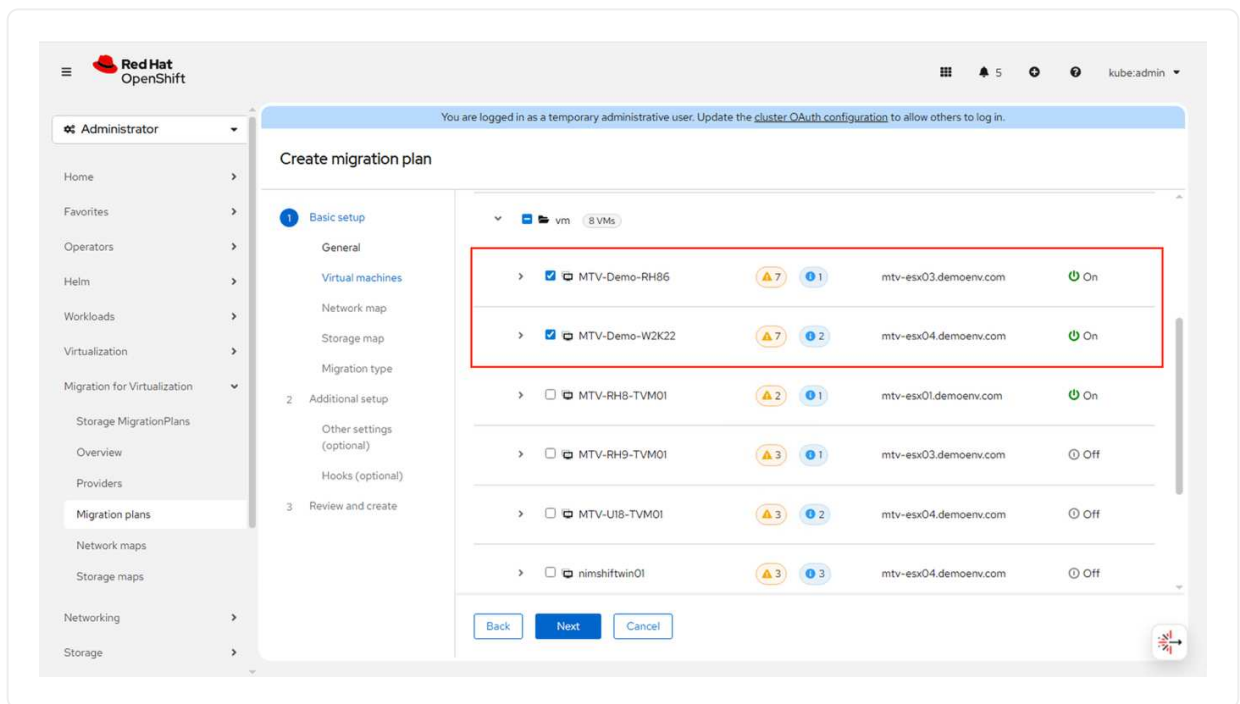 Red Hat
OpenShift
5
kube:admin
Administrator
You are logged in as a temporary administrative user. Update the cluster OAuth configuration to allow others to log in.
Create migration plan
Home
Favorites
Operators
Helm
Workloads
Virtualization
Migration for Virtualization
Storage MigrationPlans
Overview
Providers
Migration plans
Network maps
Storage maps
Networking
Storage
1 Basic setup
General
Virtual machines
Network map
Storage map
Migration type
2 Additional setup
Other settings
(optional)
Hooks (optional)
3 Review and create
vm 8 VMs
MTV-Demo-RH86 7 1 mtv-esx03.demoenv.com On
MTV-Demo-W2K22 7 2 mtv-esx04.demoenv.com On
MTV-RH8-TVM01 2 1 mtv-esx01.demoenv.com On
MTV-RH9-TVM01 3 1 mtv-esx03.demoenv.com Off
MTV-U18-TVM01 3 2 mtv-esx04.demoenv.com Off
nimshiftwin01 3 3 mtv-esx04.demoenv.com Off
Back Next Cancel